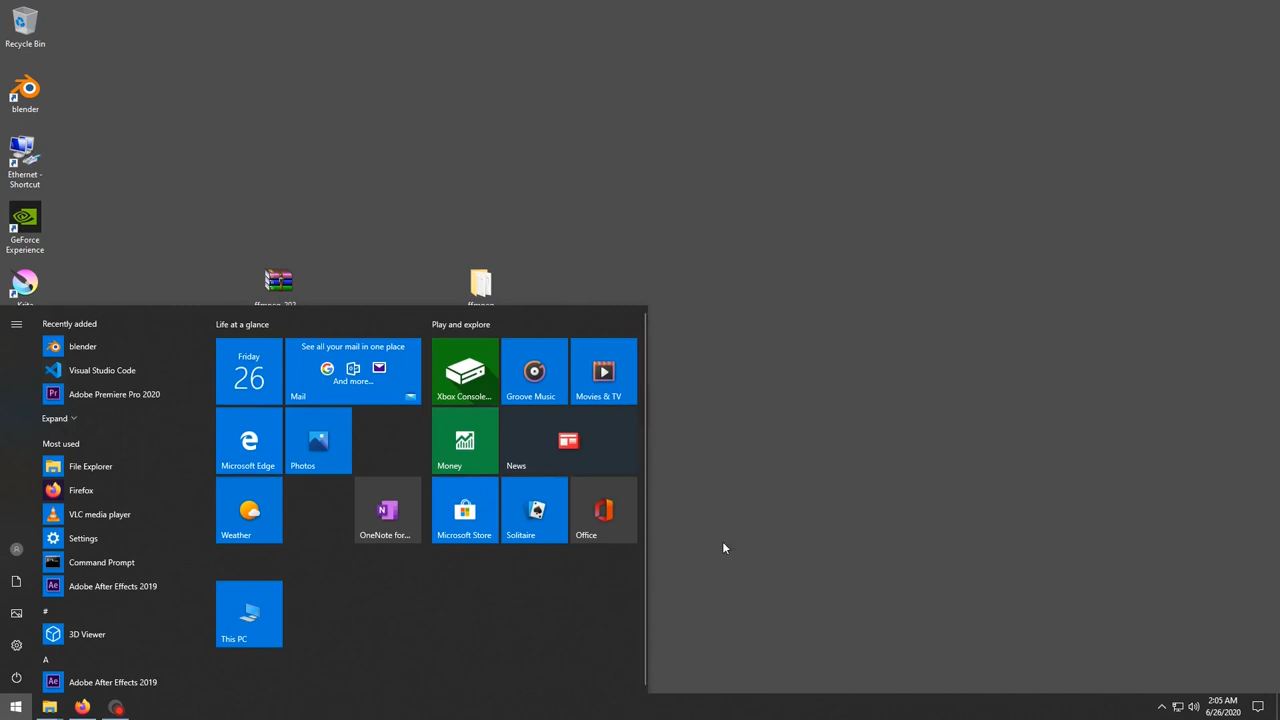 Recycle Bin
blender
Ethernet -
Shortcut
GeForce
Experience
Krita
ffmpeg-202
ffmpeg
Recently added
blender
Visual Studio Code
Adobe Premiere Pro 2020
Expand
Most used
File Explorer
Firefox
VLC media player
Settings
Command Prompt
Adobe After Effects 2019
#
3D Viewer
A
Adobe After Effects 2019
Life at a glance
Friday
26
See all your mail in one place
And more...
Mail
Microsoft Edge
Photos
Weather
OneNote for...
This PC
Play and explore
Xbox Console...
Groove Music
Movies & TV
Money
News
Microsoft Store
Solitaire
Office
2:05 AM
6/26/2020